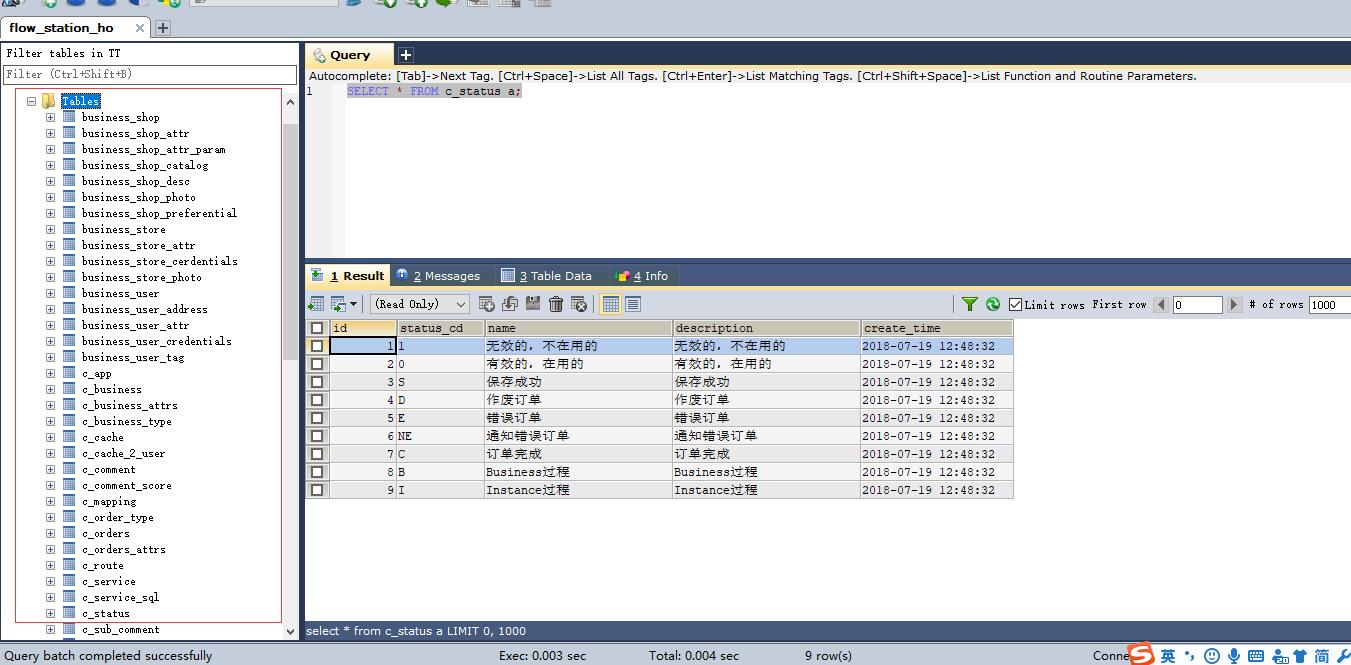 flow_station_ho
Filter tables in TT
Filter (Ctrl+Shift+B)
Tables
business_shop
business_shop_attr
business_shop_attr_param
business_shop_catalog
business_shop_desc
business_shop_photo
business_shop_preferential
business_store
business_store_attr
business_store_cerdentials
business_store_photo
business_user
business_user_address
business_user_attr
business_user_credentials
business_user_tag
c_app
c_business
c_business_attrs
c_business_type
c_cache
c_cache_2_user
c_comment
c_comment_score
c_mapping
c_order_type
c_orders
c_orders_attrs
c_route
c_service
c_service_sql
c_status
c_sub_comment
Query
Autocomplete: [Tab]->Next Tag. [Ctrl+Space]->List All Tags. [Ctrl+Enter]->List Matching Tags. [Ctrl+Shift+Space]->List Function and Routine Parameters.
1 SELECT * FROM c_status a;
1 Result 2 Messages 3 Table Data 4 Info
(Read Only) Limit rows First row 0 # of rows 1000
id status_cd name description create_time
1 1 无效的，不在用的 无效的，不在用的 2018-07-19 12:48:32
2 0 有效的，在用的 有效的，在用的 2018-07-19 12:48:32
3 S 保存成功 保存成功 2018-07-19 12:48:32
4 D 作废订单 作废订单 2018-07-19 12:48:32
5 E 错误订单 错误订单 2018-07-19 12:48:32
6 NE 通知错误订单 通知错误订单 2018-07-19 12:48:32
7 C 订单完成 订单完成 2018-07-19 12:48:32
8 B Business过程 Business过程 2018-07-19 12:48:32
9 I Instance过程 Instance过程 2018-07-19 12:48:32
select * from c_status a LIMIT 0, 1000
Query batch completed successfully Exec: 0.003 sec Total: 0.004 sec 9 row(s) Conne
S 英 简